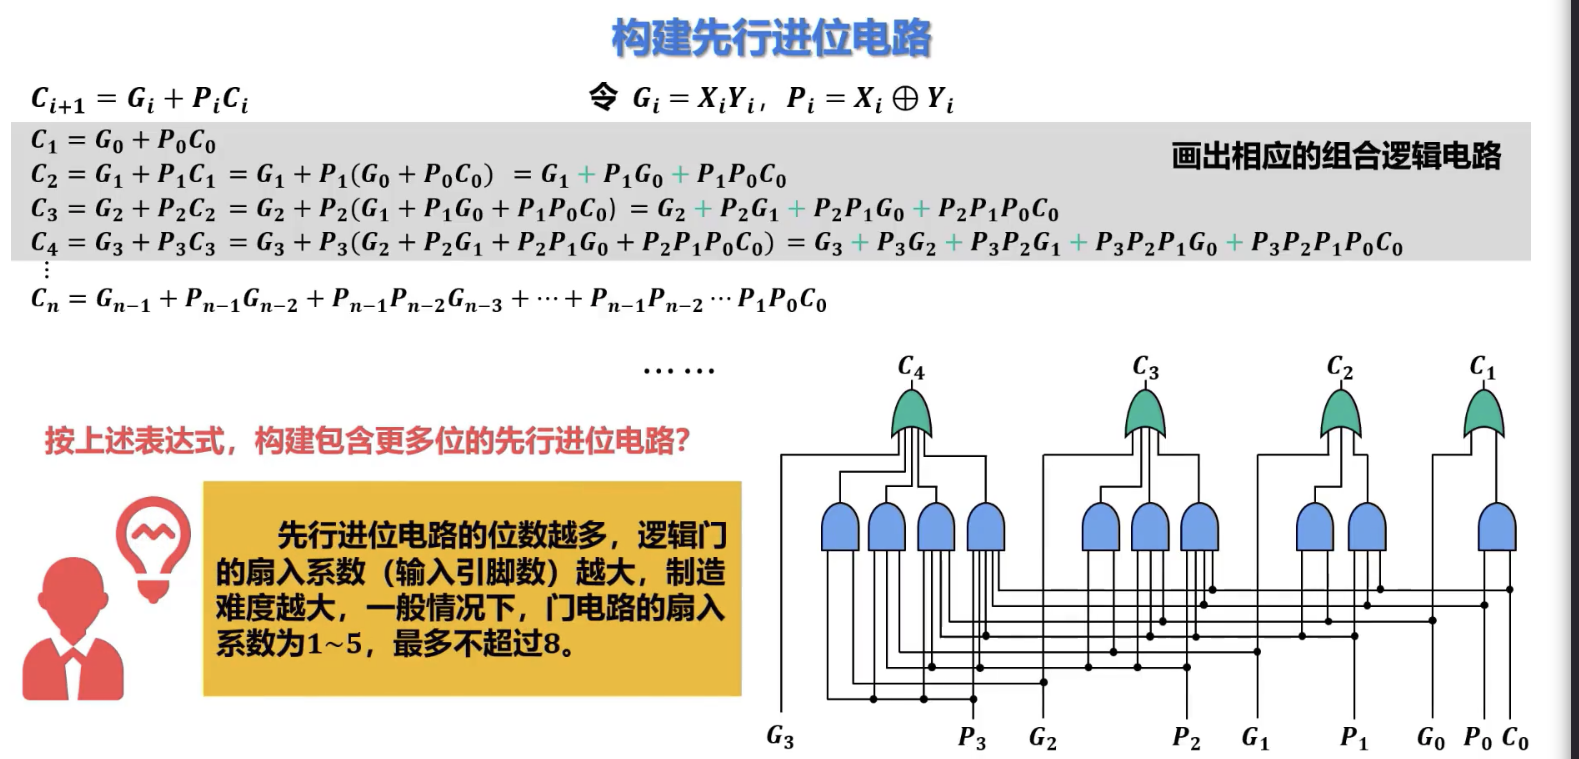 构建先行进位电路
C_{i+1} = G_i + P_iC_i
令 G_i = X_iY_i, P_i = X_i ⊕ Y_i
C_1 = G_0 + P_0C_0
画出相应的组合逻辑电路
C_2 = G_1 + P_1C_1 = G_1 + P_1(G_0 + P_0C_0) = G_1 + P_1G_0 + P_1P_0C_0
C_3 = G_2 + P_2C_2 = G_2 + P_2(G_1 + P_1G_0 + P_1P_0C_0) = G_2 + P_2G_1 + P_2P_1G_0 + P_2P_1P_0C_0
C_4 = G_3 + P_3C_3 = G_3 + P_3(G_2 + P_2G_1 + P_2P_1G_0 + P_2P_1P_0C_0) = G_3 + P_3G_2 + P_3P_2G_1 + P_3P_2P_1G_0 + P_3P_2P_1P_0C_0
⋮
C_n = G_{n−1} + P_{n−1}G_{n−2} + P_{n−1}P_{n−2}G_{n−3} + ⋯ + P_{n−1}P_{n−2} ⋯ P_1P_0C_0
… …
C_4 C_3 C_2 C_1
按上述表达式，构建包含更多位的先行进位电路？
先行进位电路的位数越多，逻辑门
的扇入系数（输入引脚数）越大，制造
难度越大，一般情况下，门电路的扇入
系数为1~5，最多不超过8。
G_3 P_3 G_2 P_2 G_1 P_1 G_0 P_0 C_0